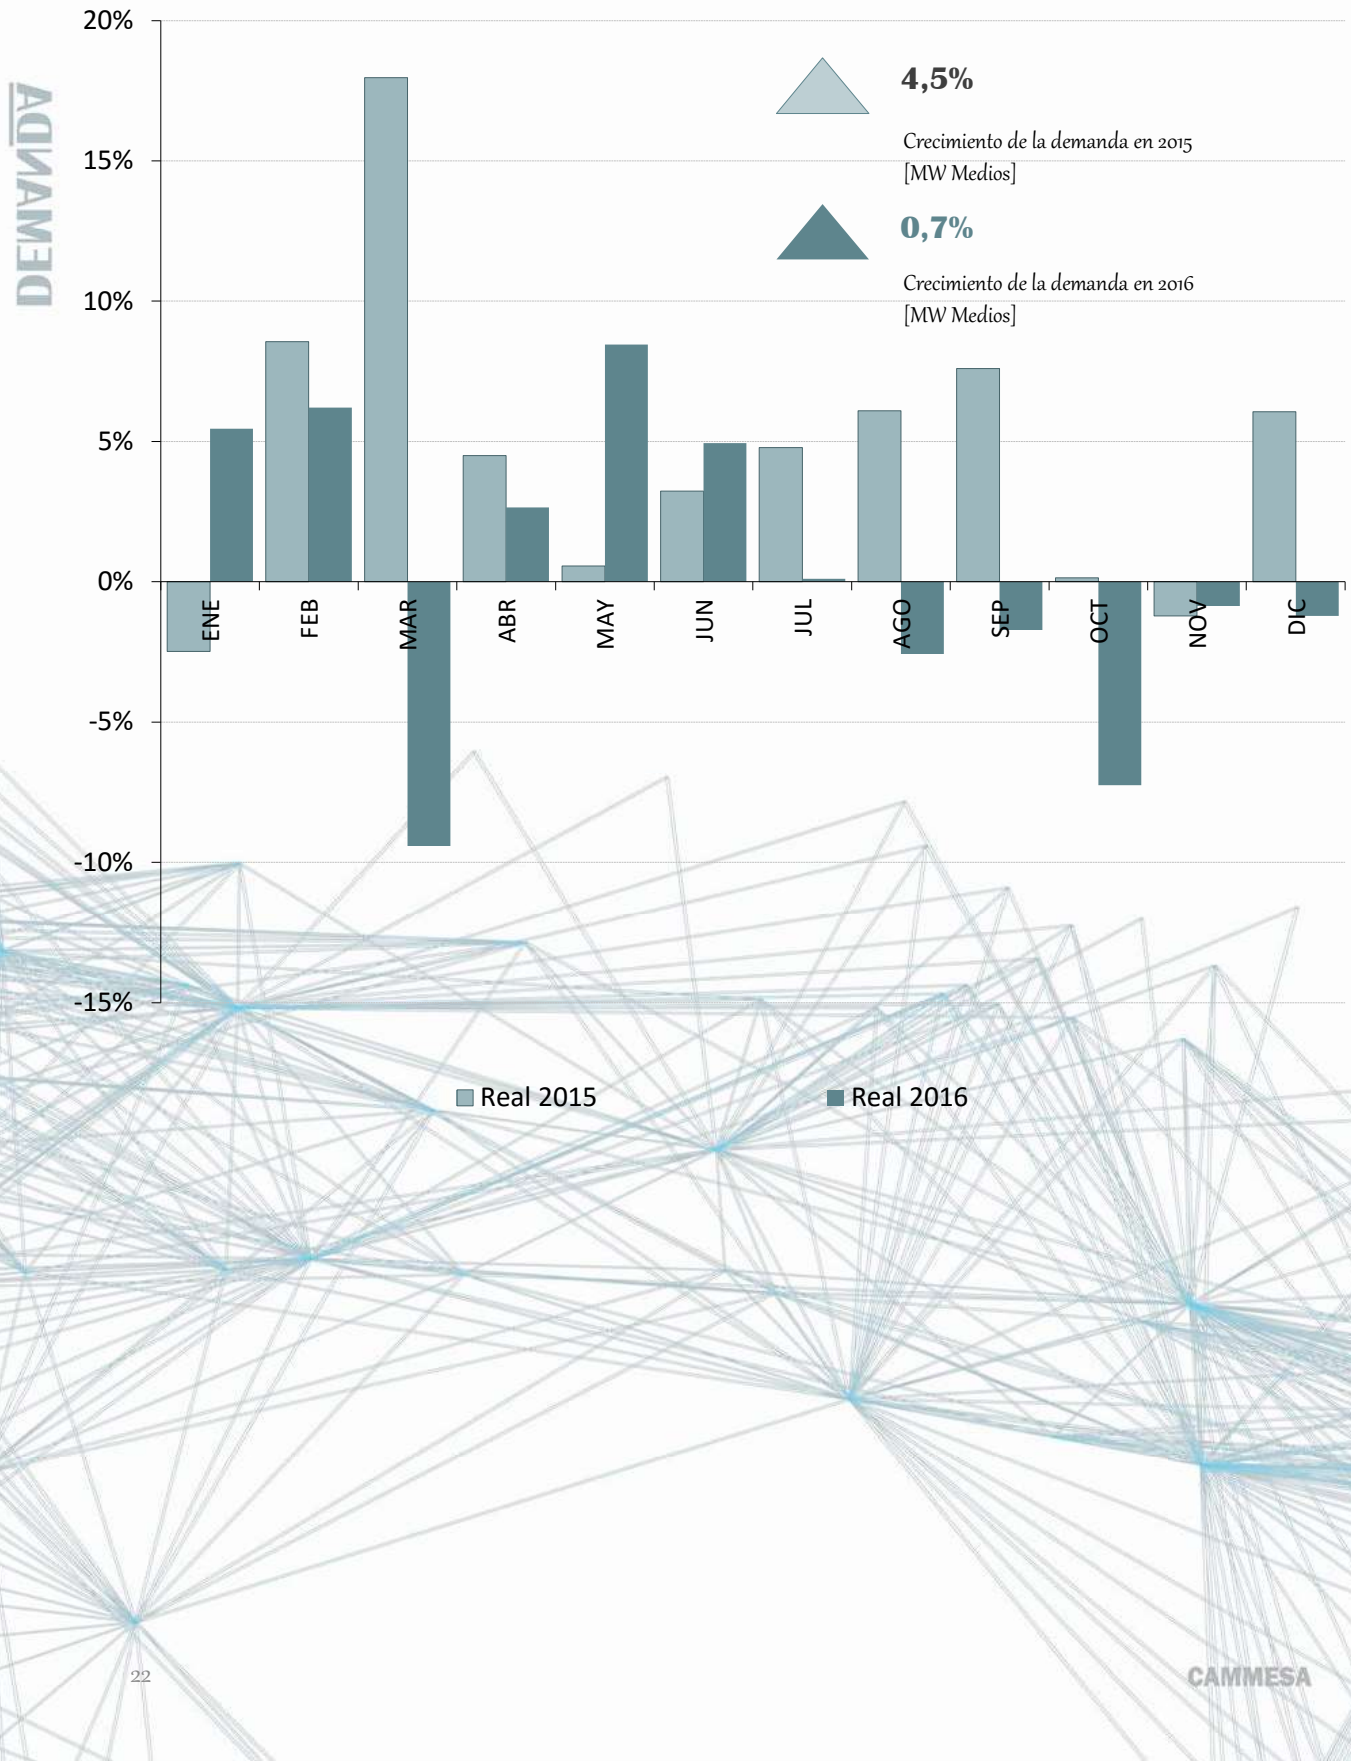 DEMANDA
20%
15%
10%
5%
0%
-5%
-10%
-15%
4,5%
Crecimiento de la demanda en 2015
[MW Medios]
0,7%
Crecimiento de la demanda en 2016
[MW Medios]
ENE
FEB
MAR
ABR
MAY
JUN
JUL
AGO
SEP
OCT
NOV
DIC
Real 2015
Real 2016
22
CAMMESA